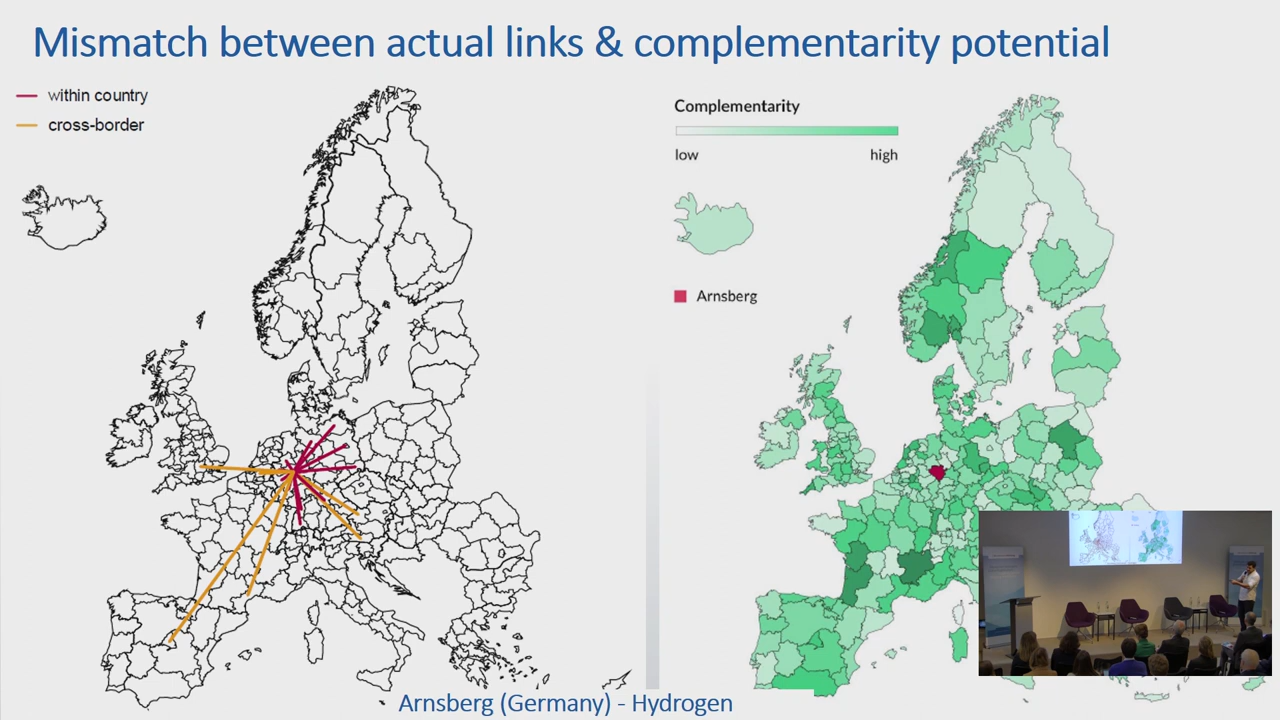 Mismatch between actual links & complementarity potential
within country
cross-border
Complementarity
low
high
Arnsberg
Arnsberg (Germany) - Hydrogen